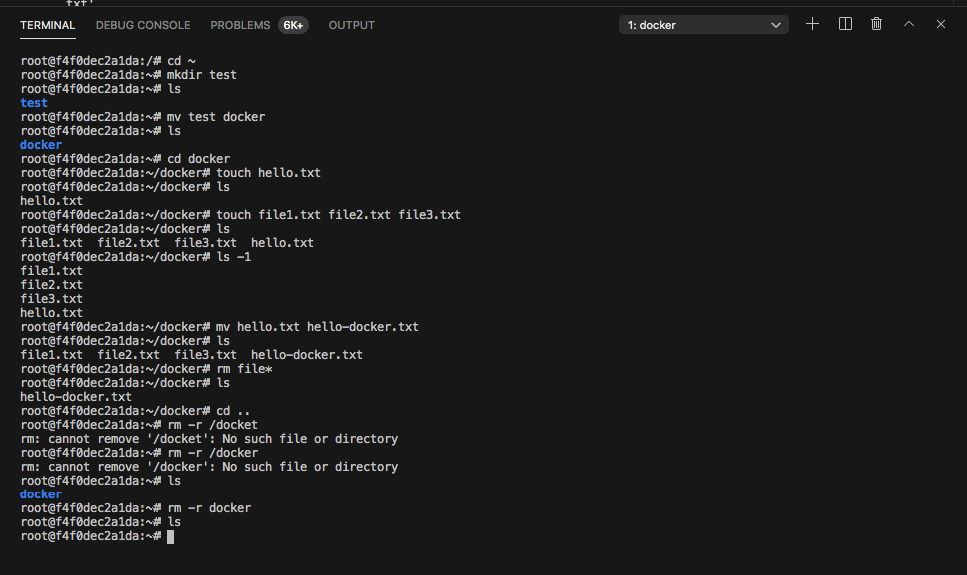 txt'
TERMINAL DEBUG CONSOLE PROBLEMS 6K+ OUTPUT 1: docker
root@f4f0dec2a1da:/# cd ~
root@f4f0dec2a1da:~# mkdir test
root@f4f0dec2a1da:~# ls
test
root@f4f0dec2a1da:~# mv test docker
root@f4f0dec2a1da:~# ls
docker
root@f4f0dec2a1da:~# cd docker
root@f4f0dec2a1da:~/docker# touch hello.txt
root@f4f0dec2a1da:~/docker# ls
hello.txt
root@f4f0dec2a1da:~/docker# touch file1.txt file2.txt file3.txt
root@f4f0dec2a1da:~/docker# ls
file1.txt  file2.txt  file3.txt  hello.txt
root@f4f0dec2a1da:~/docker# ls -1
file1.txt
file2.txt
file3.txt
hello.txt
root@f4f0dec2a1da:~/docker# mv hello.txt hello-docker.txt
root@f4f0dec2a1da:~/docker# ls
file1.txt  file2.txt  file3.txt  hello-docker.txt
root@f4f0dec2a1da:~/docker# rm file*
root@f4f0dec2a1da:~/docker# ls
hello-docker.txt
root@f4f0dec2a1da:~/docker# cd ..
root@f4f0dec2a1da:~# rm -r /docket
rm: cannot remove '/docket': No such file or directory
root@f4f0dec2a1da:~# rm -r /docker
rm: cannot remove '/docker': No such file or directory
root@f4f0dec2a1da:~# ls
docker
root@f4f0dec2a1da:~# rm -r docker
root@f4f0dec2a1da:~# ls
root@f4f0dec2a1da:~#